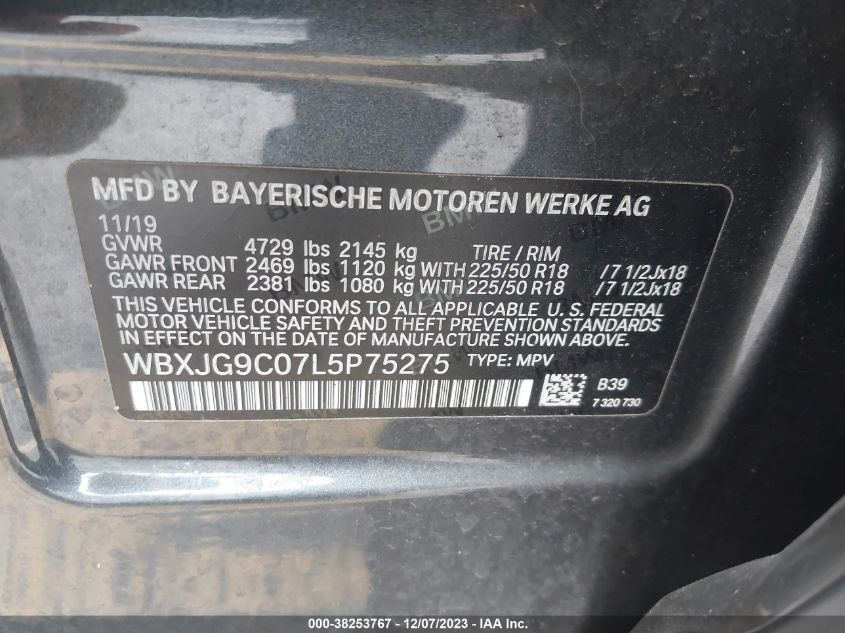 MFD BY BAYERISCHE MOTOREN WERKE AG
11/19
GVWR 4729 lbs 2145 kg TIRE / RIM
GAWR FRONT 2469 lbs 1120 kg WITH 225/50 R18 /7 1/2Jx18
GAWR REAR 2381 lbs 1080 kg WITH 225/50 R18 /7 1/2Jx18
THIS VEHICLE CONFORMS TO ALL APPLICABLE U. S. FEDERAL
MOTOR VEHICLE SAFETY AND THEFT PREVENTION STANDARDS
IN EFFECT ON THE DATE OF MANUFACTURE SHOWN ABOVE.
WBXJG9C07L5P75275 TYPE: MPV
B39
7 320 730
000-38253767 - 12/07/2023 - IAA Inc.